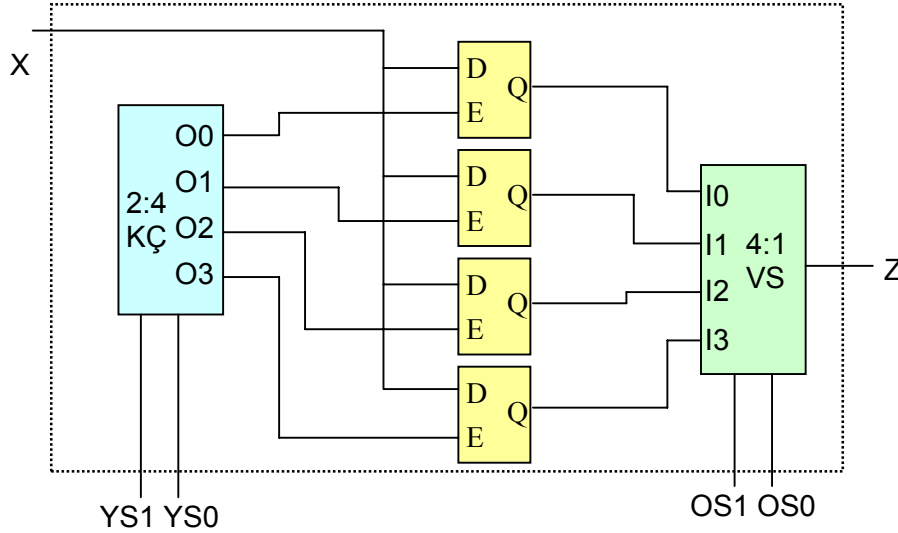 X
2:4
KÇ
O0
O1
O2
O3
YS1 YS0
D
E
Q
D
E
Q
D
E
Q
D
E
Q
I0
I1
I2
I3
4:1
VS
OS1 OS0
Z